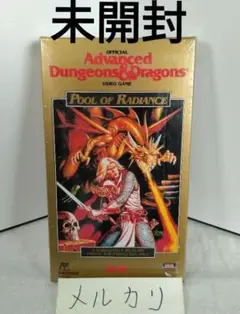 未開封
OFFICIAL
Advanced
Dungeons & Dragons
VIDEO GAME
POOL OF RADIANCE
メルカリ